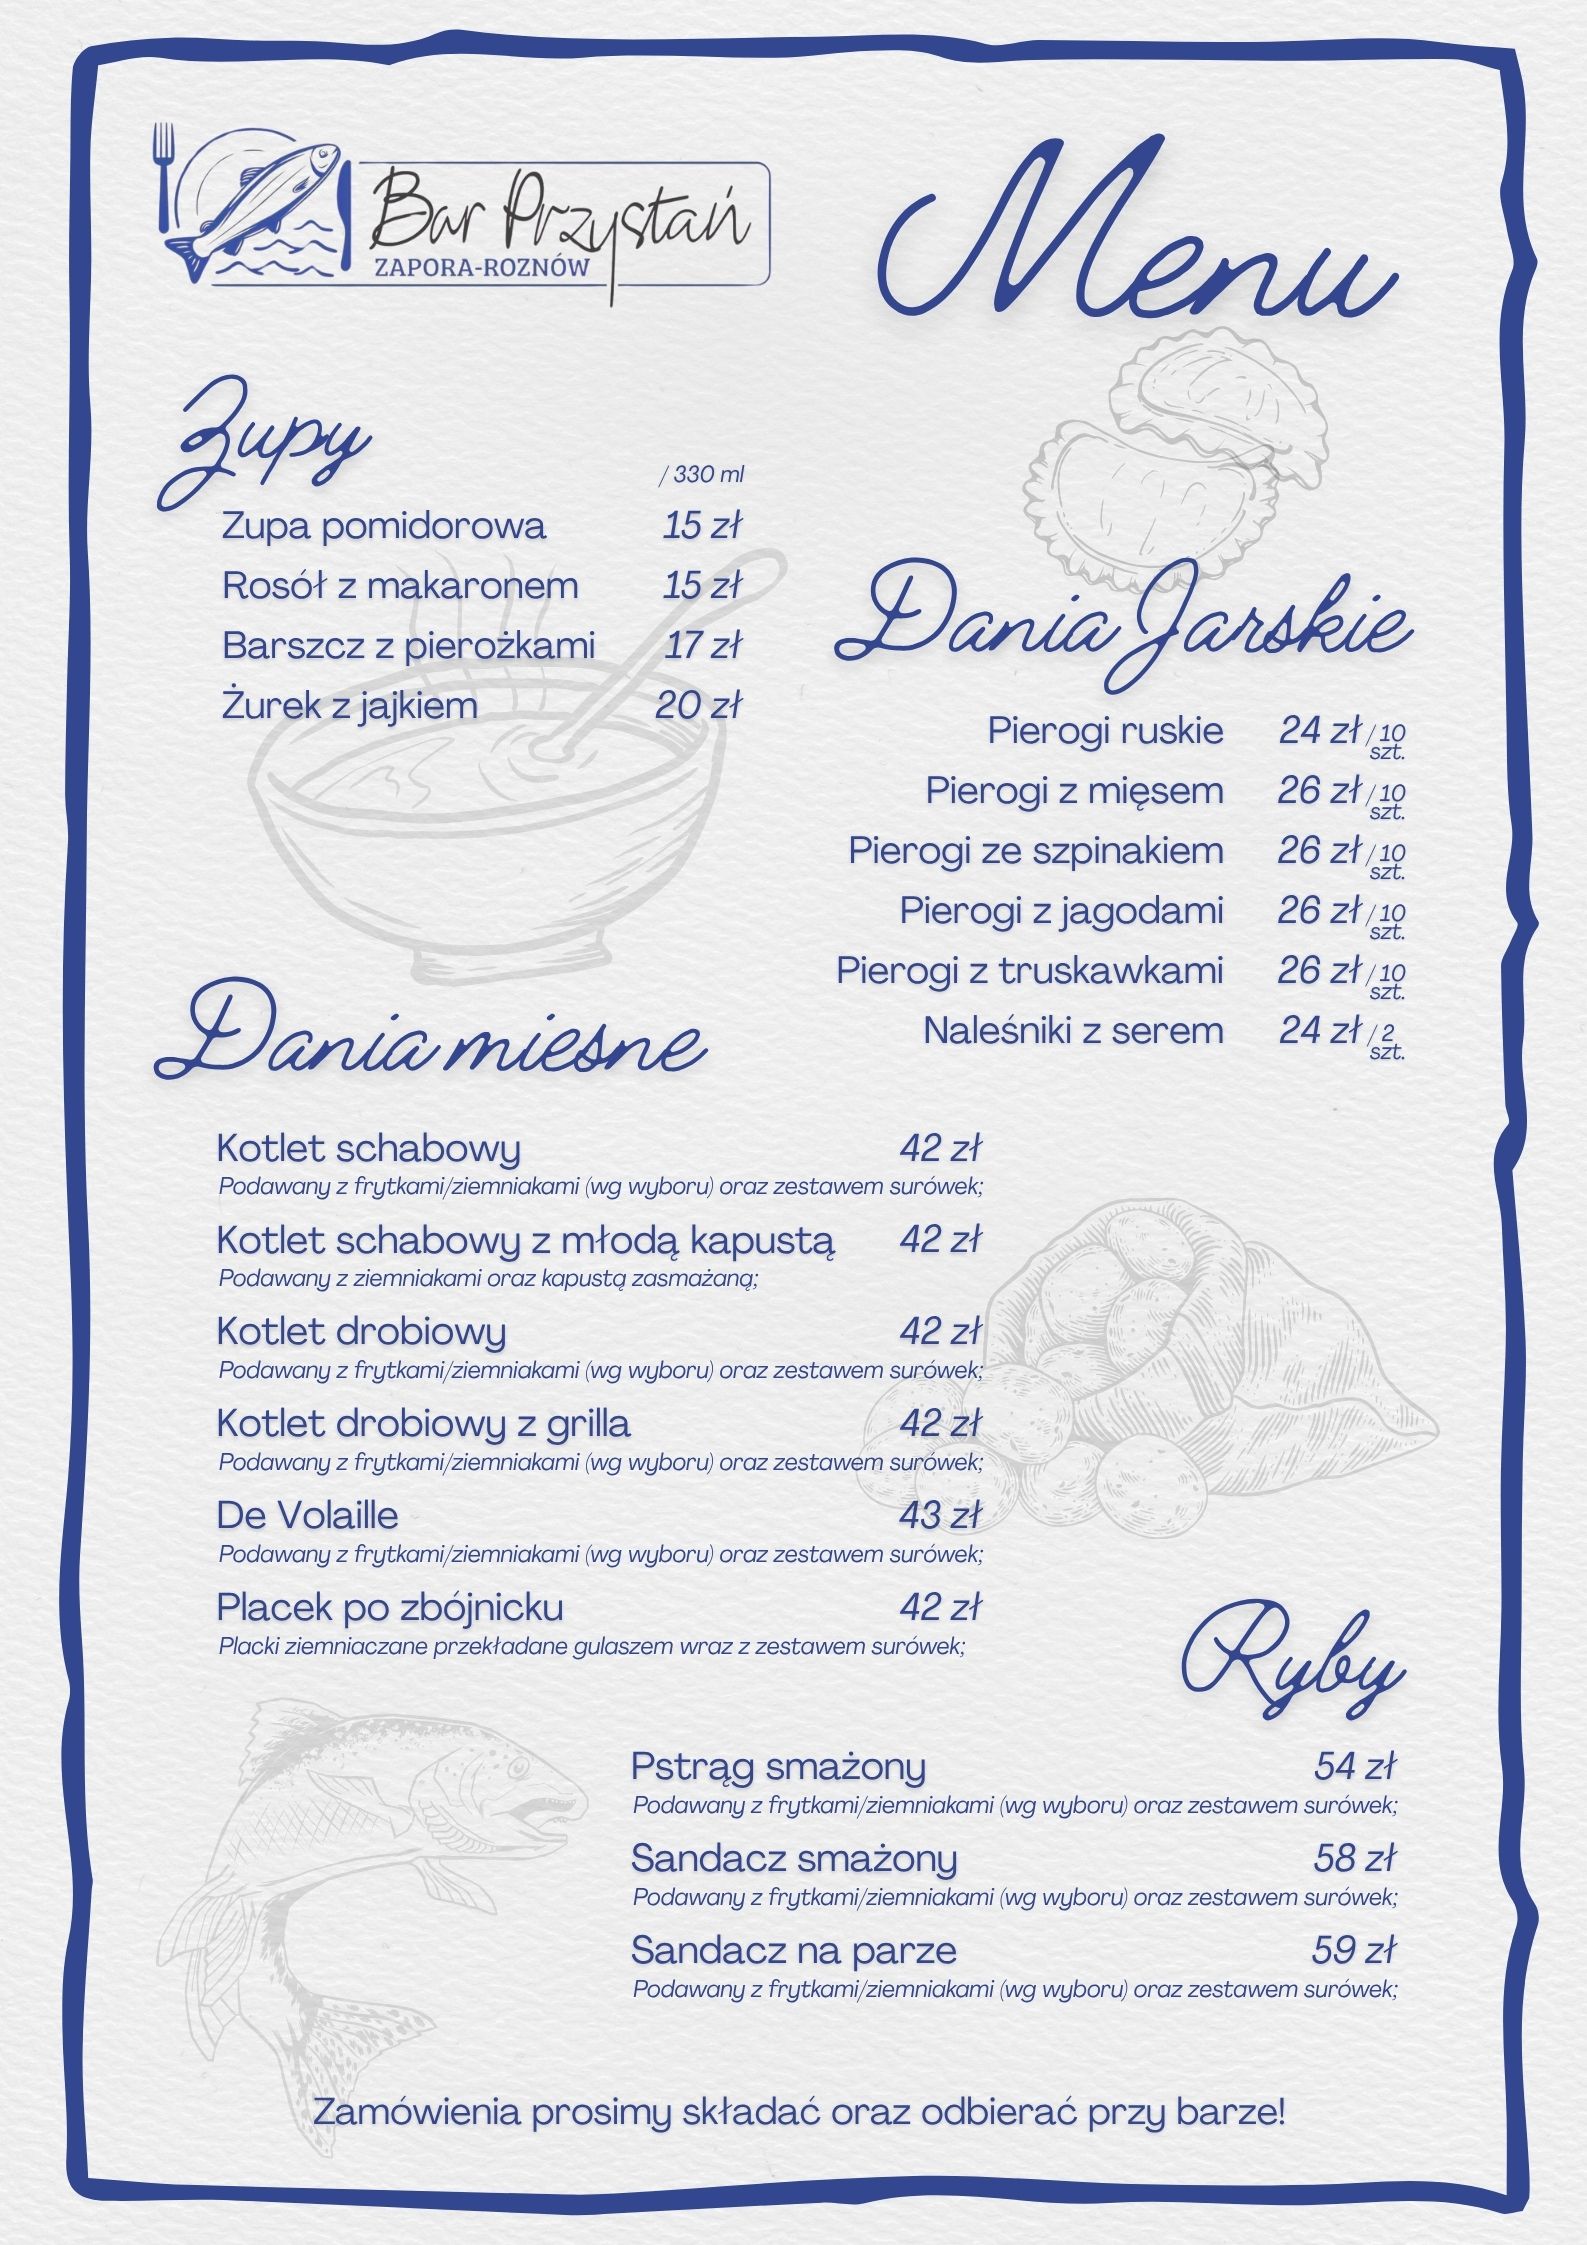 Bar Przystań
ZAPORA-ROZNÓW
Menu
Zupy
/ 330 ml
Zupa pomidorowa 15 zł
Rosół z makaronem 15 zł
Barszcz z pierożkami 17 zł
Żurek z jajkiem 20 zł
Dania Jarskie
Pierogi ruskie 24 zł / 10 szt.
Pierogi z mięsem 26 zł / 10 szt.
Pierogi ze szpinakiem 26 zł / 10 szt.
Pierogi z jagodami 26 zł / 10 szt.
Pierogi z truskawkami 26 zł / 10 szt.
Naleśniki z serem 24 zł / 2 szt.
Dania miesne
Kotlet schabowy 42 zł
Podawany z frytkami/ziemniakami (wg wyboru) oraz zestawem surówek;
Kotlet schabowy z młodą kapustą 42 zł
Podawany z ziemniakami oraz kapustą zasmażaną;
Kotlet drobiowy 42 zł
Podawany z frytkami/ziemniakami (wg wyboru) oraz zestawem surówek;
Kotlet drobiowy z grilla 42 zł
Podawany z frytkami/ziemniakami (wg wyboru) oraz zestawem surówek;
De Volaille 43 zł
Podawany z frytkami/ziemniakami (wg wyboru) oraz zestawem surówek;
Placek po zbójnicku 42 zł
Placki ziemniaczane przekładane gulaszem wraz z zestawem surówek;
Ryby
Pstrąg smażony 54 zł
Podawany z frytkami/ziemniakami (wg wyboru) oraz zestawem surówek;
Sandacz smażony 58 zł
Podawany z frytkami/ziemniakami (wg wyboru) oraz zestawem surówek;
Sandacz na parze 59 zł
Podawany z frytkami/ziemniakami (wg wyboru) oraz zestawem surówek;
Zamówienia prosimy składać oraz odbierać przy barze!